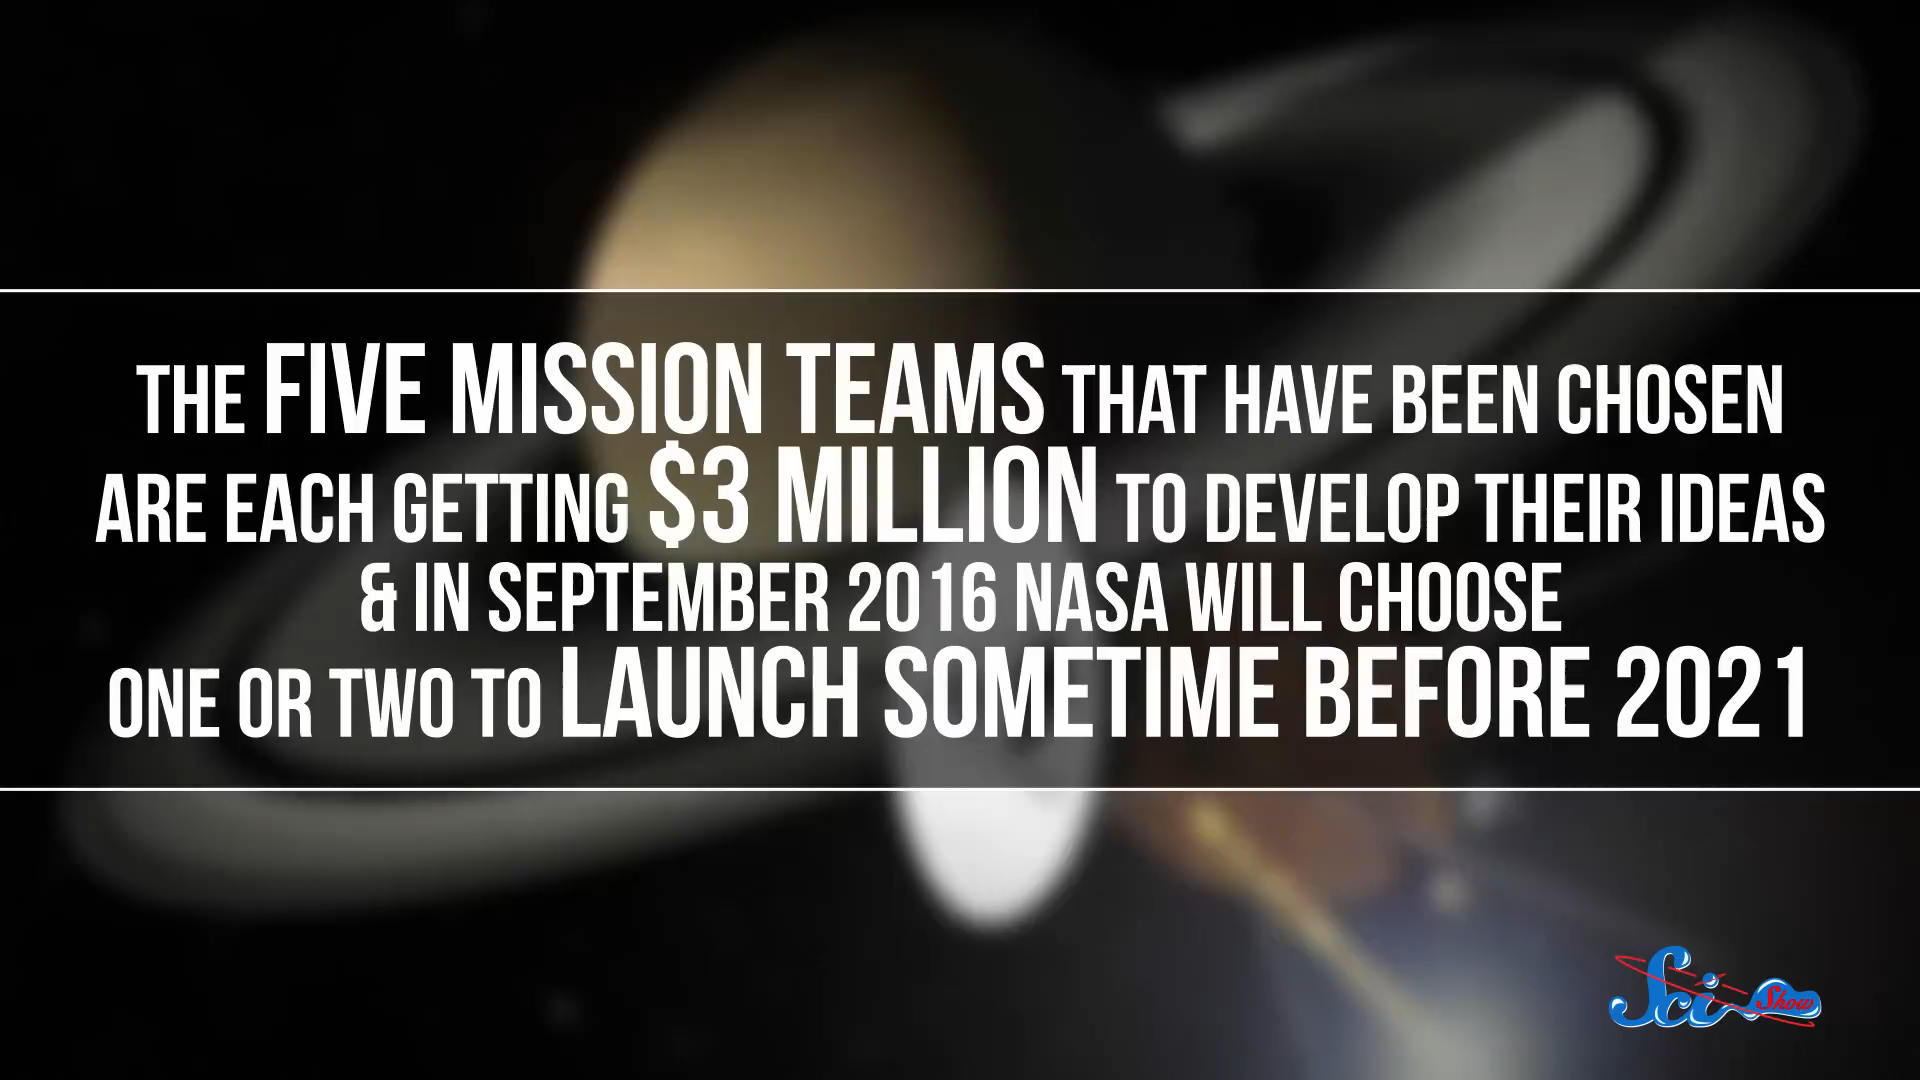 THE FIVE MISSION TEAMS THAT HAVE BEEN CHOSEN
ARE EACH GETTING $3 MILLION TO DEVELOP THEIR IDEAS
& IN SEPTEMBER 2016 NASA WILL CHOOSE
ONE OR TWO TO LAUNCH SOMETIME BEFORE 2021
Sci Show